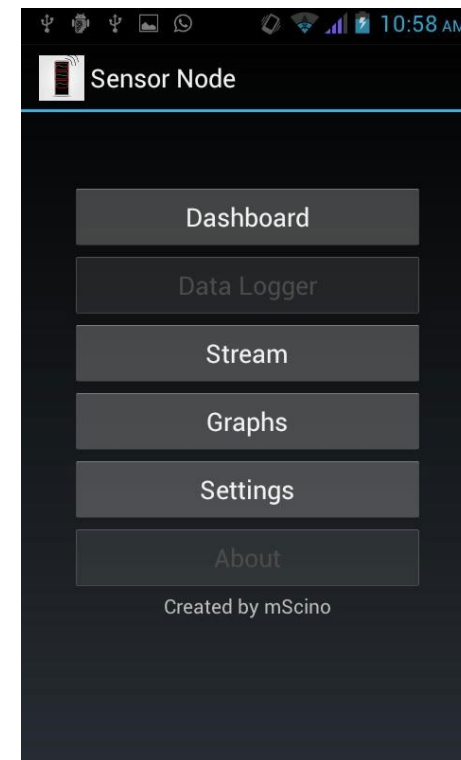 10:58 AM
Sensor Node
Dashboard
Data Logger
Stream
Graphs
Settings
About
Created by mScino